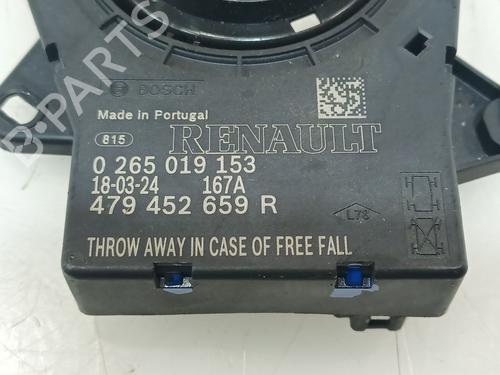 B-PARTS
BOSCH
Made in Portugal
815
RENAULT
0 265 019 153
18-03-24 167A
479 452 659 R
L78
THROW AWAY IN CASE OF FREE FALL